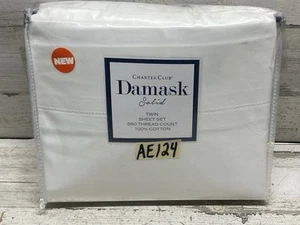 NEW
CHARTER CLUB
Damask
Solid
TWIN
SHEET SET
550 THREAD COUNT
100% COTTON
AE124